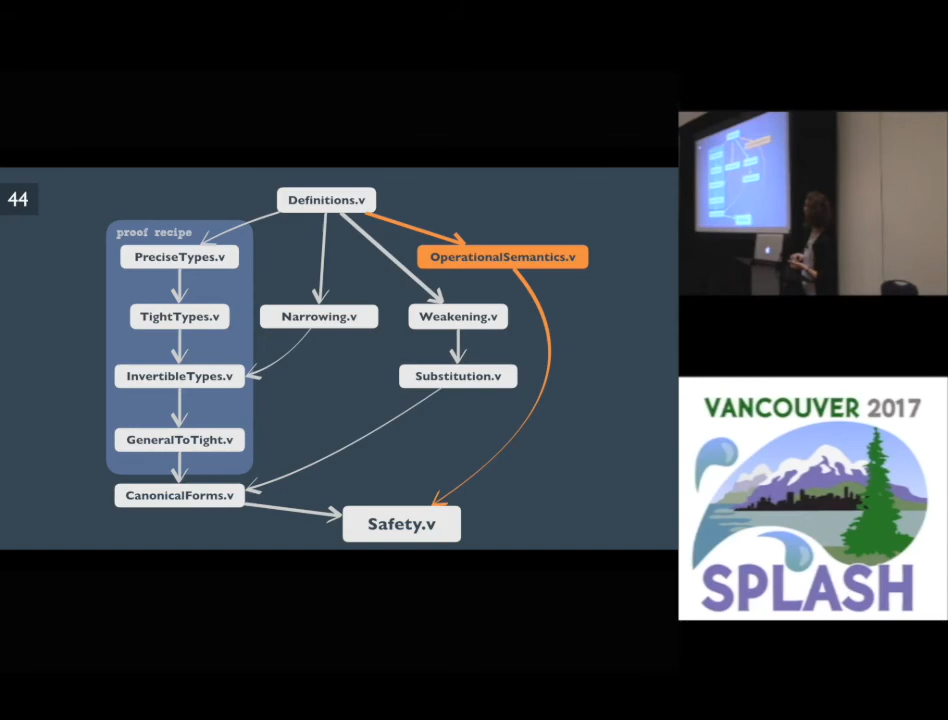 44
Definitions.v
proof recipe
PreciseTypes.v
OperationalSemantics.v
TightTypes.v
Narrowing.v
Weakening.v
InvertibleTypes.v
Substitution.v
GeneralToTight.v
CanonicalForms.v
Safety.v
VANCOUVER 2017
SPLASH